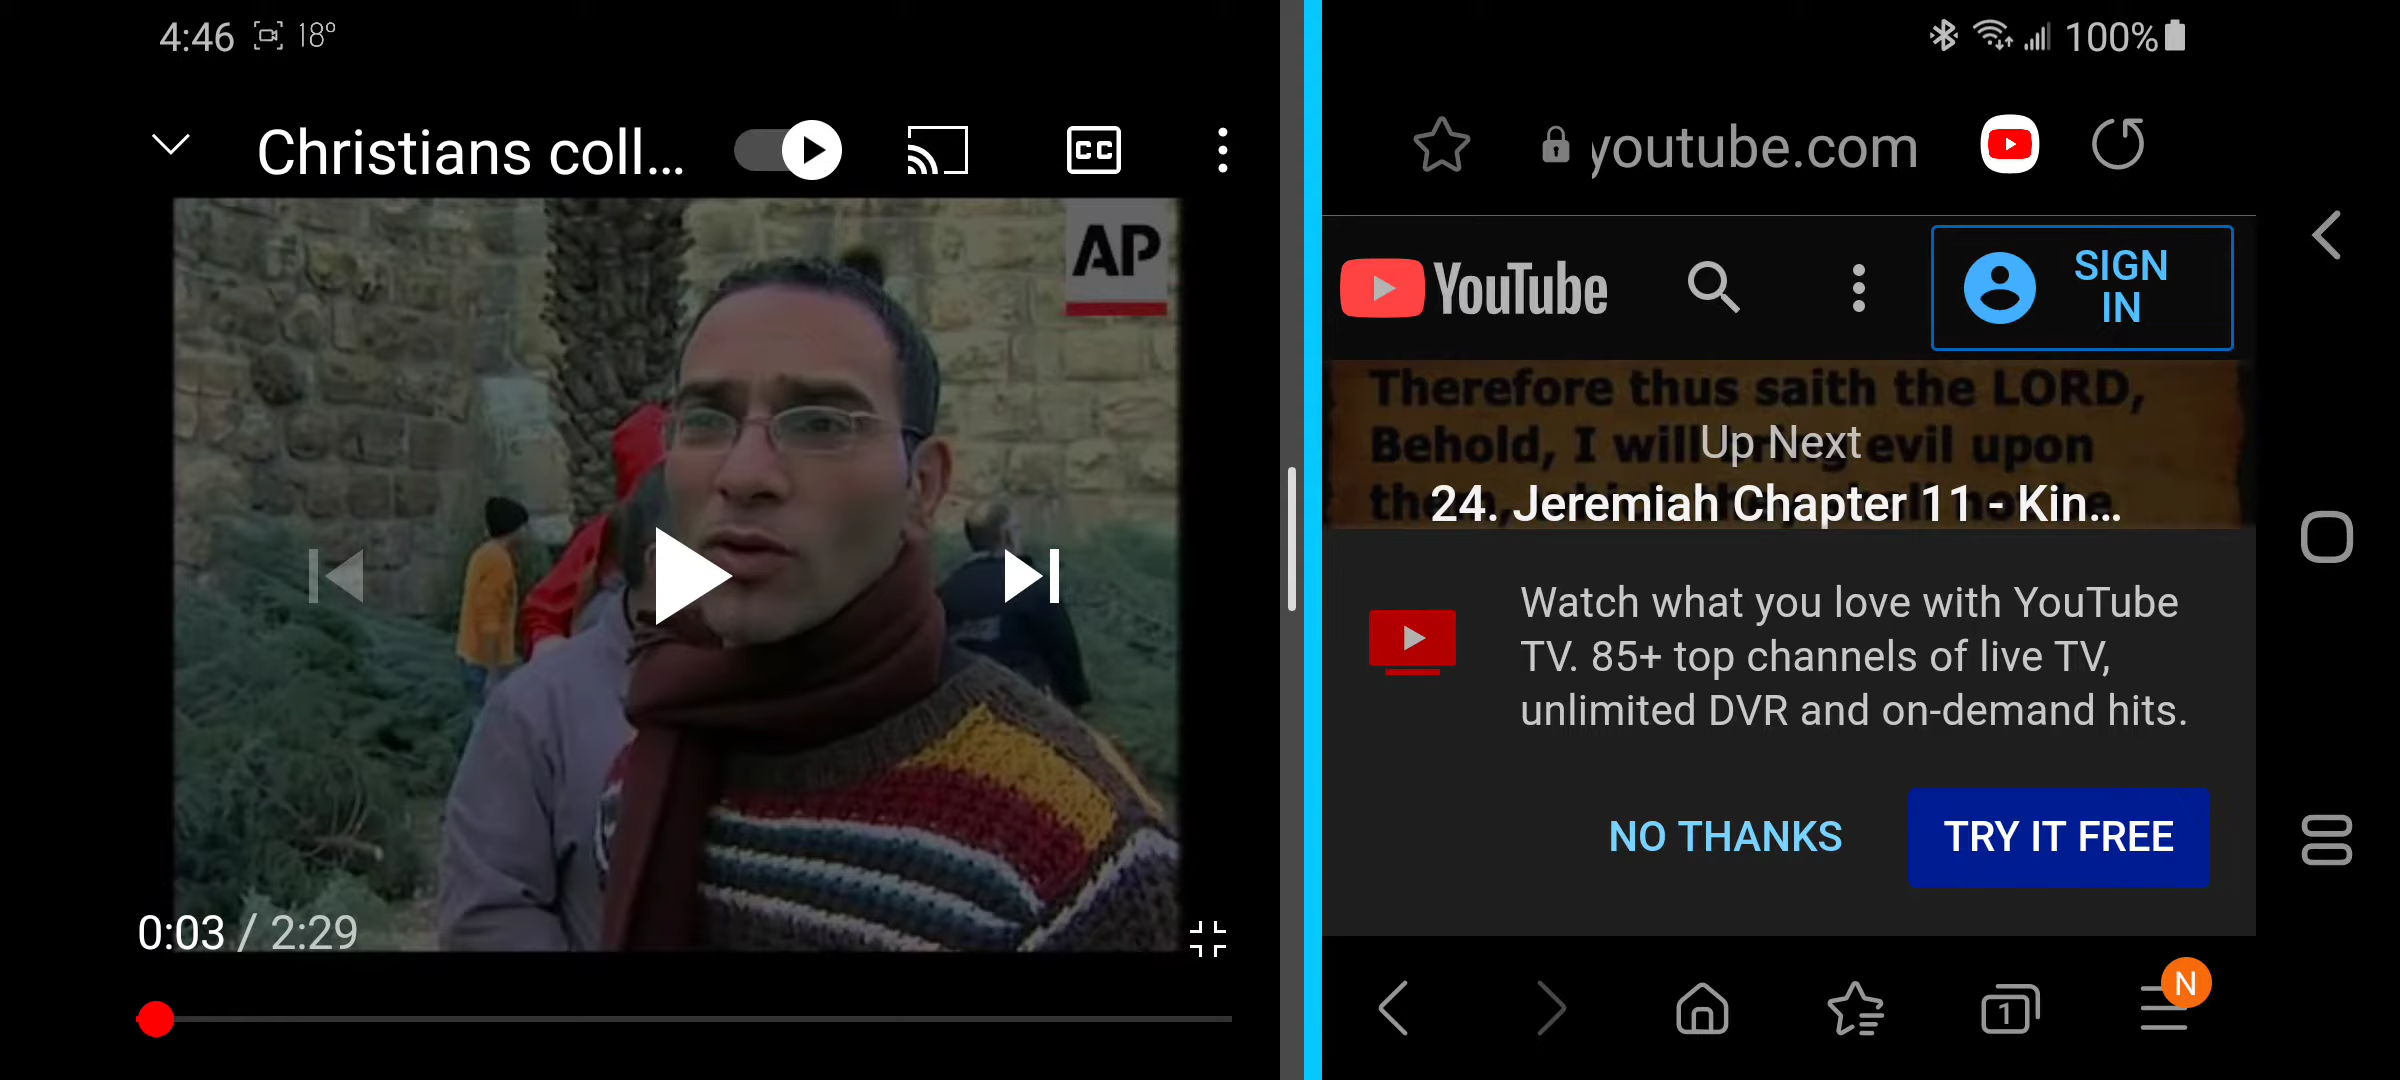 4:46 18°
Christians coll...
CC
AP
0:03 / 2:29
100%
youtube.com
YouTube
SIGN
IN
Therefore thus saith the LORD,
Behold, I will evil upon
Up Next
24. Jeremiah Chapter 11 - Kin...
Watch what you love with YouTube
TV. 85+ top channels of live TV,
unlimited DVR and on-demand hits.
NO THANKS
TRY IT FREE
1
N